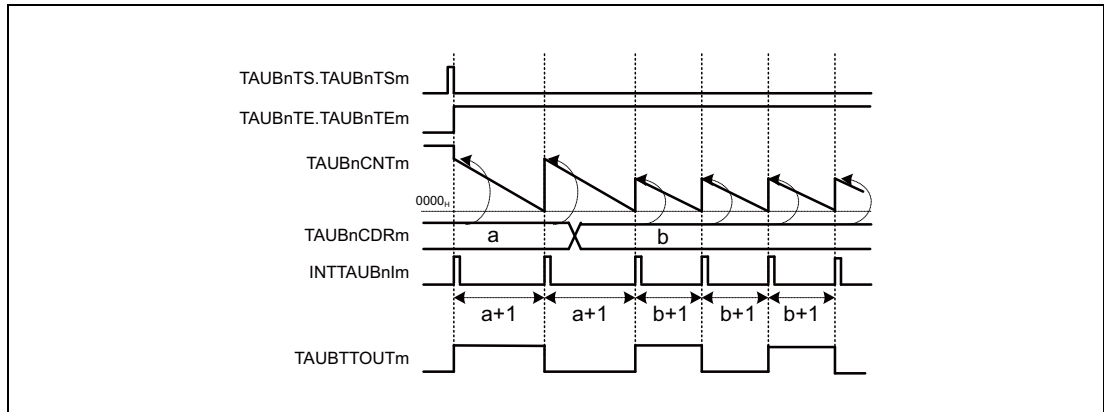 TAUBnTS.TAUBnTSm
TAUBnTE.TAUBnTEm
TAUBnCNTm
0000H
TAUBnCDRm
a
b
INTTAUBnIm
a+1
a+1
b+1
b+1
b+1
TAUBTTOUTm